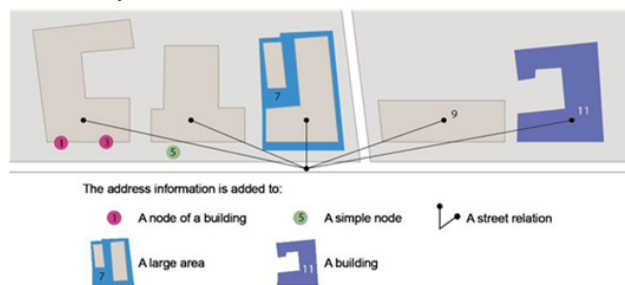 7
9
11
1
3
5
The address information is added to:
1 A node of a building
5 A simple node
A street relation
7 A large area
11 A building